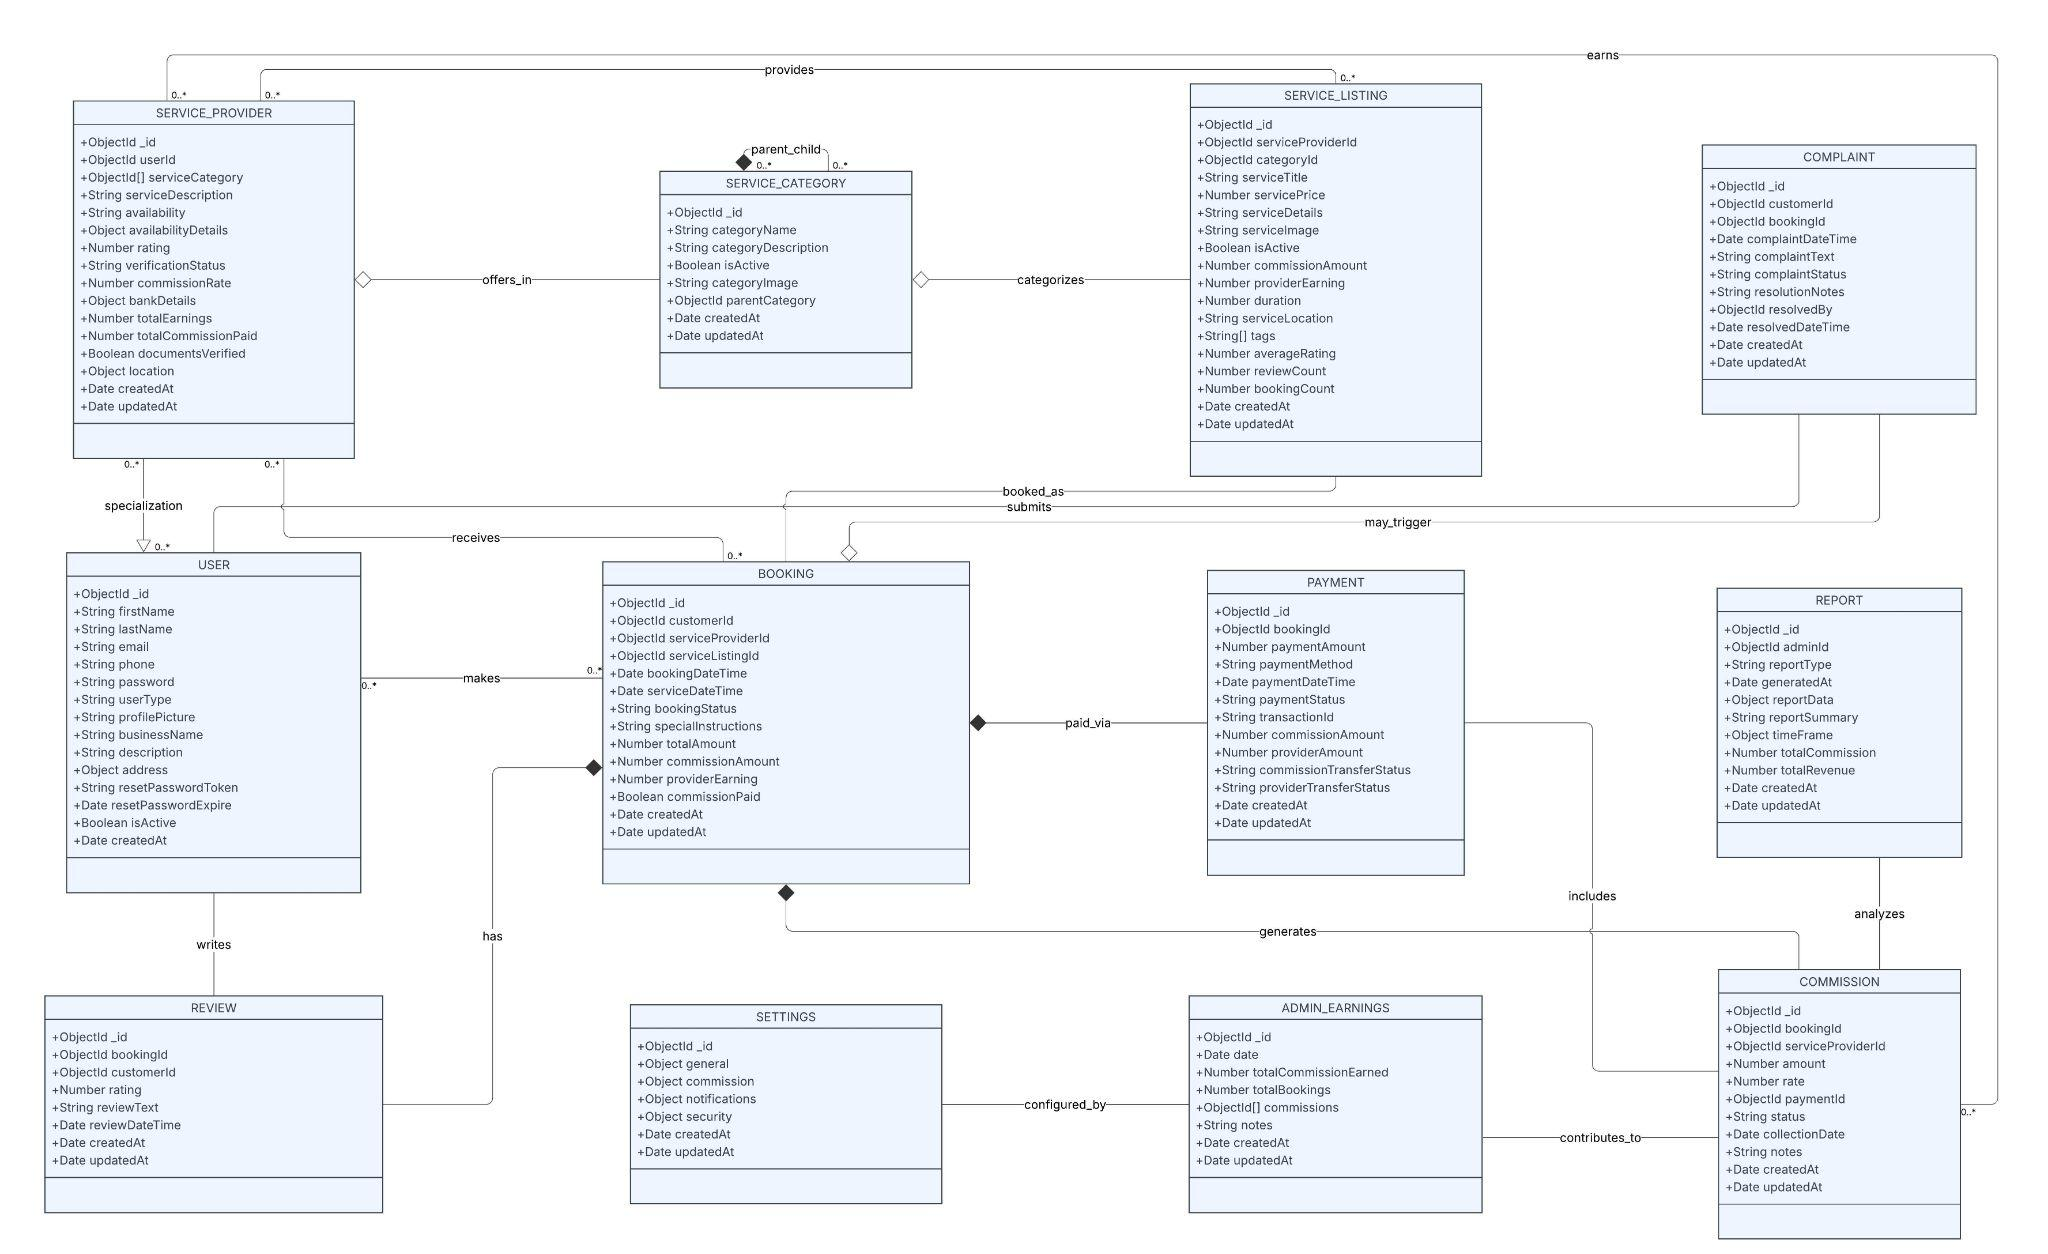 earns
provides
0..*
0..*
0..*
SERVICE_PROVIDER
+ObjectId _id
+ObjectId userId
+ObjectId[] serviceCategory
+String serviceDescription
+String availability
+Object availabilityDetails
+Number rating
+String verificationStatus
+Number commissionRate
+Object bankDetails
+Number totalEarnings
+Number totalCommissionPaid
+Boolean documentsVerified
+Object location
+Date createdAt
+Date updatedAt
offers_in
parent_child
0..*
0..*
SERVICE_CATEGORY
+ObjectId _id
+String categoryName
+String categoryDescription
+Boolean isActive
+String categoryImage
+ObjectId parentCategory
+Date createdAt
+Date updatedAt
categorizes
SERVICE_LISTING
+ObjectId _id
+ObjectId serviceProviderId
+ObjectId categoryId
+String serviceTitle
+Number servicePrice
+String serviceDetails
+String serviceImage
+Boolean isActive
+Number commissionAmount
+Number providerEarning
+Number duration
+String serviceLocation
+String[] tags
+Number averageRating
+Number reviewCount
+Number bookingCount
+Date createdAt
+Date updatedAt
COMPLAINT
+ObjectId _id
+ObjectId customerId
+ObjectId bookingId
+Date complaintDateTime
+String complaintText
+String complaintStatus
+String resolutionNotes
+ObjectId resolvedBy
+Date resolvedDateTime
+Date createdAt
+Date updatedAt
0..*
0..*
specialization
booked_as
submits
may_trigger
receives
0..*
0..*
USER
+ObjectId _id
+String firstName
+String lastName
+String email
+String phone
+String password
+String userType
+String profilePicture
+String businessName
+String description
+Object address
+String resetPasswordToken
+Date resetPasswordExpire
+Boolean isActive
+Date createdAt
0..*
makes
0..*
BOOKING
+ObjectId _id
+ObjectId customerId
+ObjectId serviceProviderId
+ObjectId serviceListingId
+Date bookingDateTime
+Date serviceDateTime
+String bookingStatus
+String specialInstructions
+Number totalAmount
+Number commissionAmount
+Number providerEarning
+Boolean commissionPaid
+Date createdAt
+Date updatedAt
paid_via
PAYMENT
+ObjectId _id
+ObjectId bookingId
+Number paymentAmount
+String paymentMethod
+Date paymentDateTime
+String paymentStatus
+String transactionId
+Number commissionAmount
+Number providerAmount
+String commissionTransferStatus
+String providerTransferStatus
+Date createdAt
+Date updatedAt
REPORT
+ObjectId _id
+ObjectId adminId
+String reportType
+Date generatedAt
+Object reportData
+String reportSummary
+Object timeFrame
+Number totalCommission
+Number totalRevenue
+Date createdAt
+Date updatedAt
includes
analyzes
generates
has
writes
REVIEW
+ObjectId _id
+ObjectId bookingId
+ObjectId customerId
+Number rating
+String reviewText
+Date reviewDateTime
+Date createdAt
+Date updatedAt
SETTINGS
+ObjectId _id
+Object general
+Object commission
+Object notifications
+Object security
+Date createdAt
+Date updatedAt
configured_by
ADMIN_EARNINGS
+ObjectId _id
+Date date
+Number totalCommissionEarned
+Number totalBookings
+ObjectId[] commissions
+String notes
+Date createdAt
+Date updatedAt
contributes_to
COMMISSION
+ObjectId _id
+ObjectId bookingId
+ObjectId serviceProviderId
+Number amount
+Number rate
+ObjectId paymentId
+String status
+Date collectionDate
+String notes
+Date createdAt
+Date updatedAt
0..*